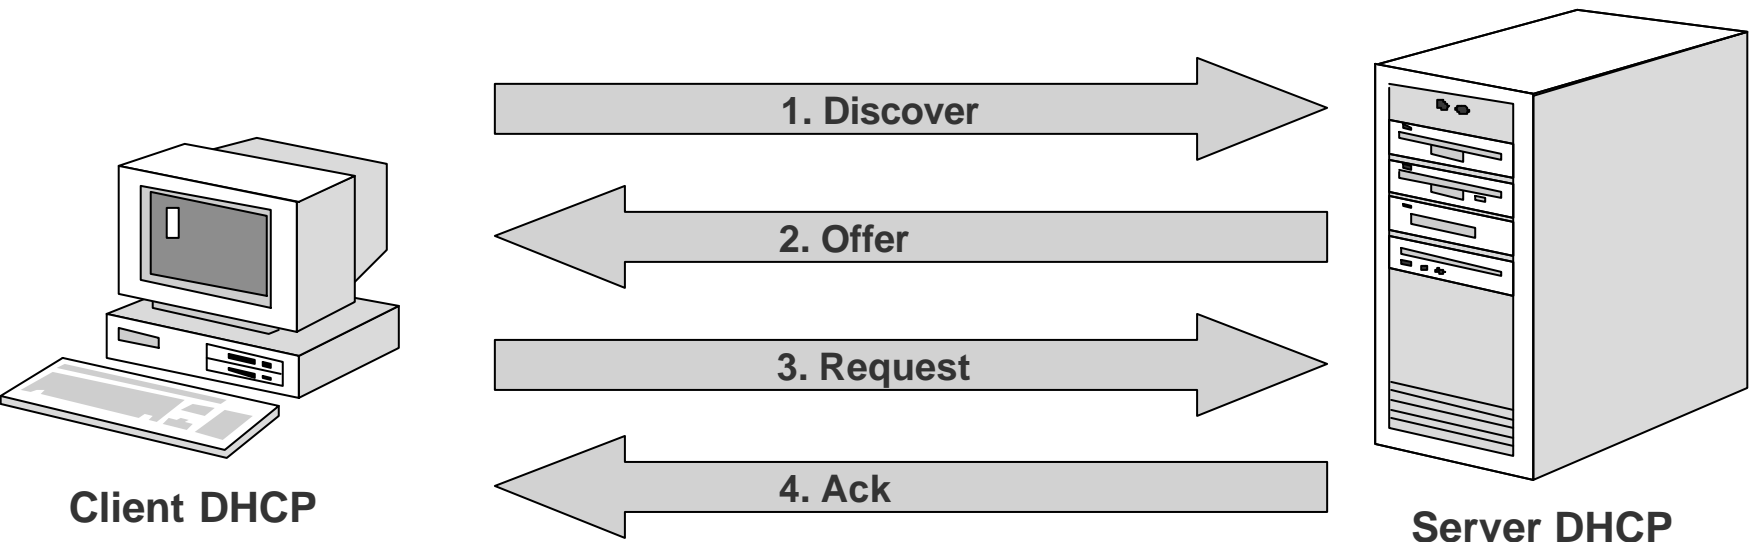 1. Discover
2. Offer
3. Request
4. Ack
Client DHCP
Server DHCP